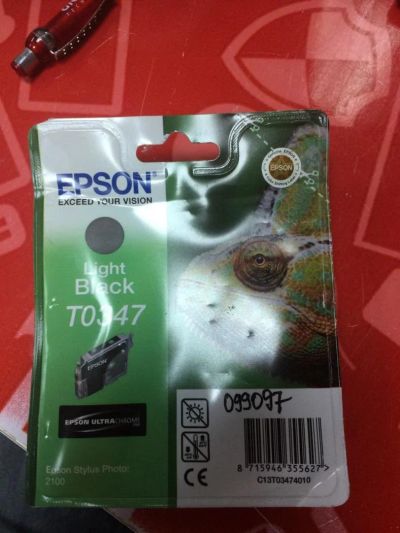 EPSON
EXCEED YOUR VISION
EPSON
Light
Black
T0347
EPSON
EPSON ULTRACHROME
Epson Stylus Photo:
2100
099097
CE
8 715946 355627 >
C13T03474010